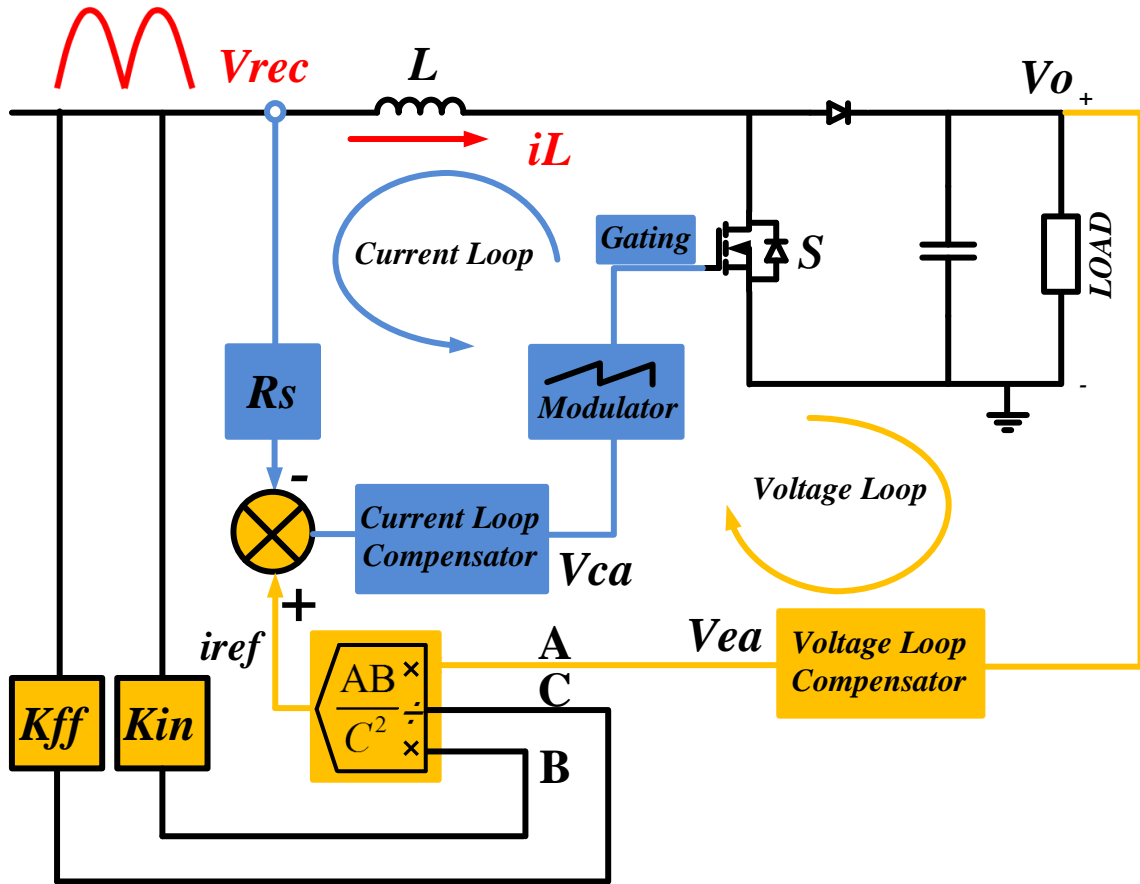 Vrec
L
Vo
+
iL
Current Loop
Gating
S
LOAD
Rs
Modulator
-
-
Current Loop
Compensator
Voltage Loop
Vca
+
iref
A
Vea
Voltage Loop
Compensator
C
B
Kff
Kin
AB
C²
×
÷
×